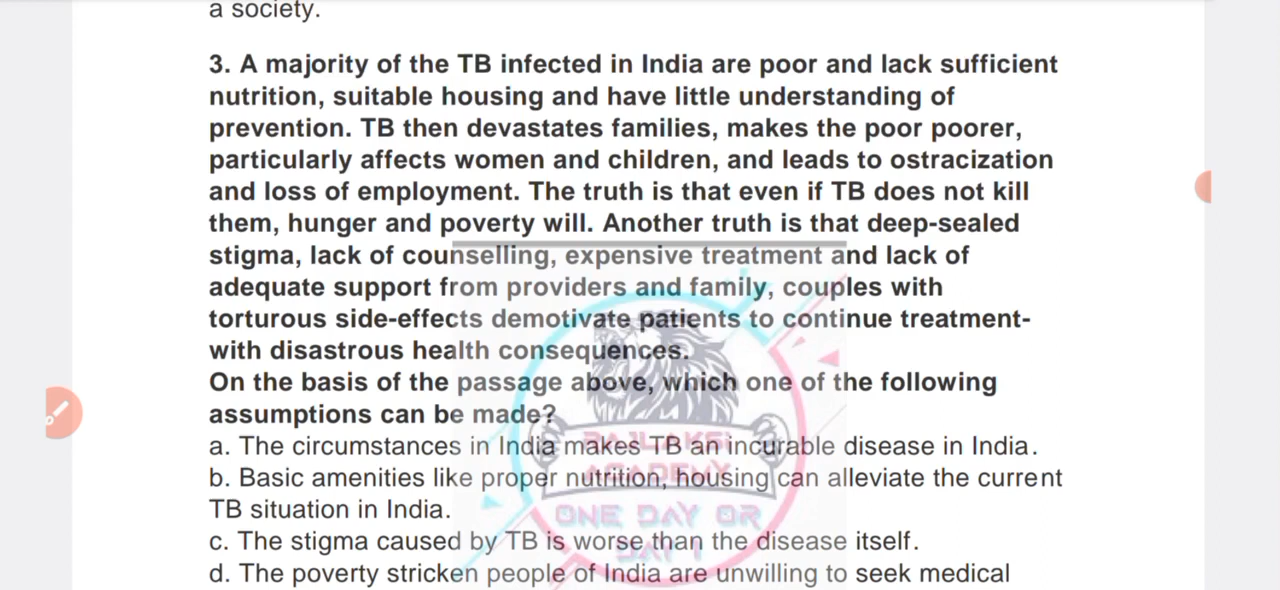 a society.
3. A majority of the TB infected in India are poor and lack sufficient
nutrition, suitable housing and have little understanding of
prevention. TB then devastates families, makes the poor poorer,
particularly affects women and children, and leads to ostracization
and loss of employment. The truth is that even if TB does not kill
them, hunger and poverty will. Another truth is that deep-sealed
stigma, lack of counselling, expensive treatment and lack of
adequate support from providers and family, couples with
torturous side-effects demotivate patients to continue treatment-
with disastrous health consequences.
On the basis of the passage above, which one of the following
assumptions can be made?
a. The circumstances in India makes TB an incurable disease in India.
b. Basic amenities like proper nutrition, housing can alleviate the current
TB situation in India.
c. The stigma caused by TB is worse than the disease itself.
d. The poverty stricken people of India are unwilling to seek medical
ACADEMY
ONE DAY OR
DAY 1